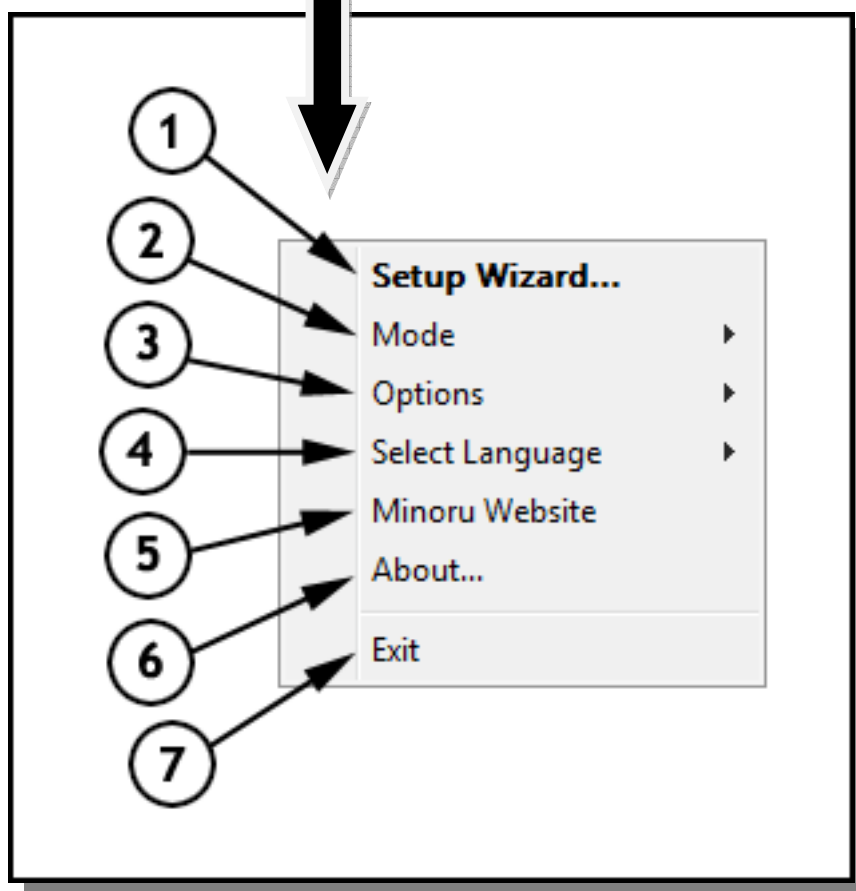 1
Setup Wizard...
2
Mode
3
Options
4
Select Language
5
Minoru Website
6
About...
7
Exit